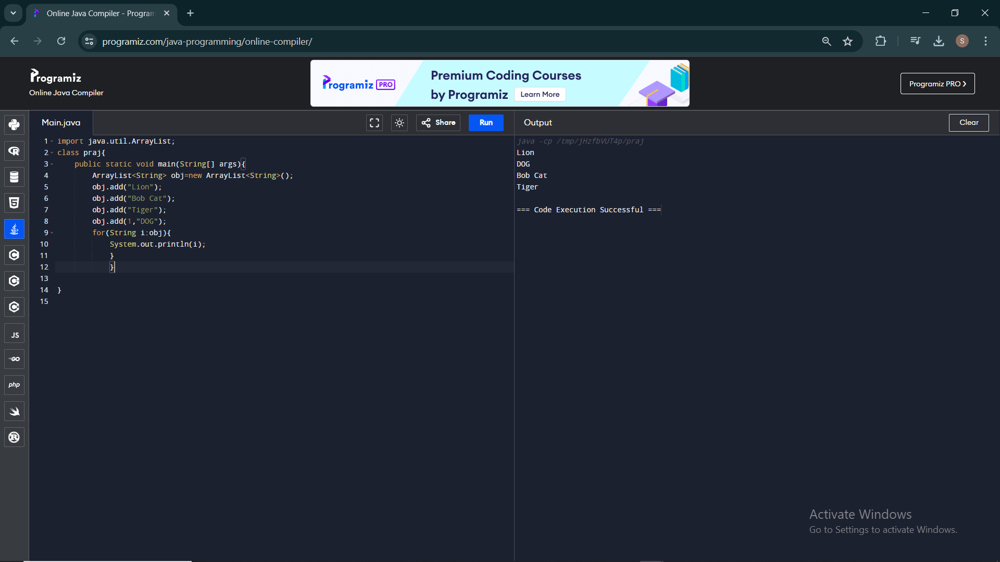 Online Java Compiler - Program
programiz.com/java-programming/online-compiler/
S
Programiz
Online Java Compiler
Programiz PRO
Premium Coding Courses
by Programiz
Learn More
Programiz PRO ›
Main.java
Share
Run
Output
Clear
1 import java.util.ArrayList;
2 class praj{
3 public static void main(String[] args){
4 ArrayList<String> obj=new ArrayList<String>();
5 obj.add("Lion");
6 obj.add("Bob Cat");
7 obj.add("Tiger");
8 obj.add(1,"DOG");
9 for(String i:obj){
10 System.out.println(i);
11 }
12 }
13
14 }
15
java -cp /tmp/jHzfbVUT4p/praj
Lion
DOG
Bob Cat
Tiger
=== Code Execution Successful ===
R
5
C
C
C
JS
GO
php
R
Activate Windows
Go to Settings to activate Windows.